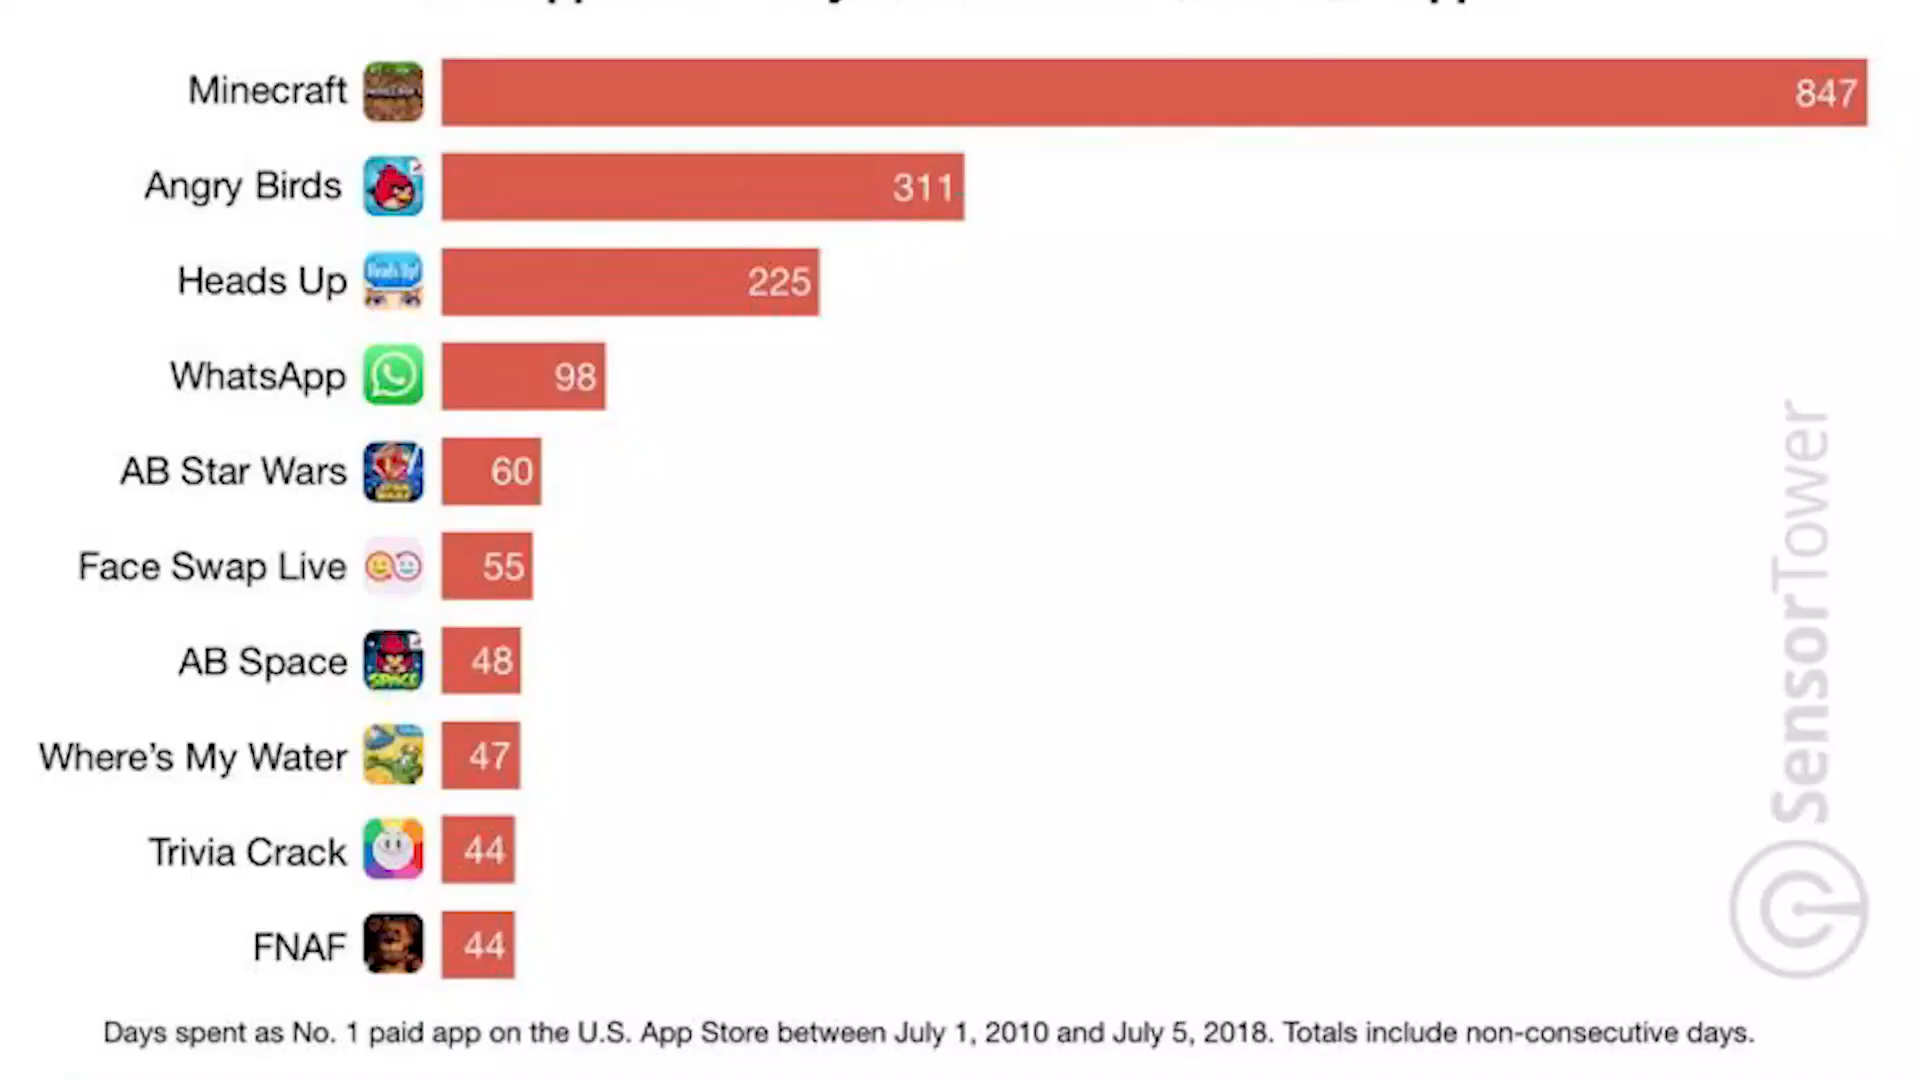 Minecraft 847
Angry Birds 311
Heads Up 225
WhatsApp 98
AB Star Wars 60
Face Swap Live 55
AB Space 48
Where's My Water 47
Trivia Crack 44
FNAF 44
SensorTower
Days spent as No. 1 paid app on the U.S. App Store between July 1, 2010 and July 5, 2018. Totals include non-consecutive days.